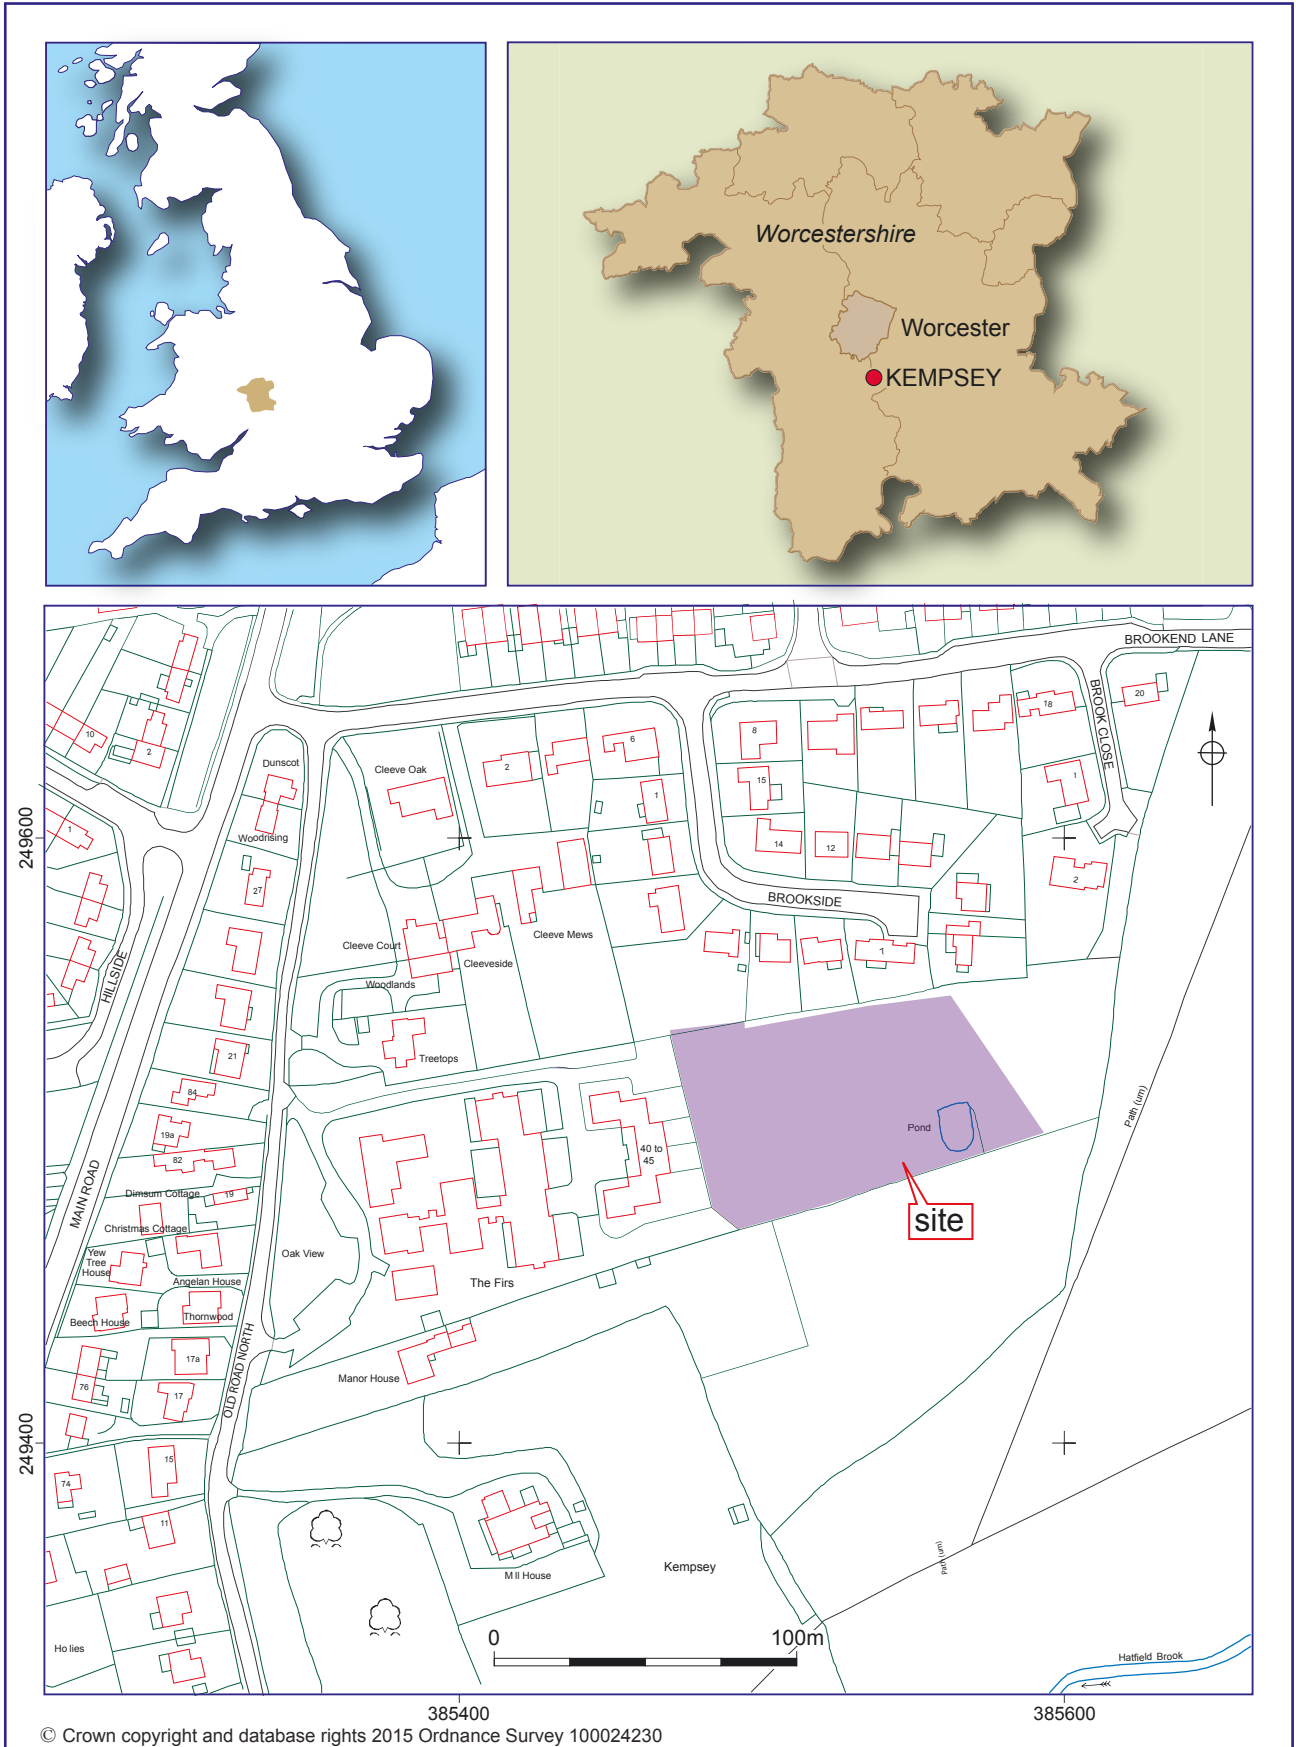 Worcestershire
Worcester
KEMPSEY
BROOKEND LANE
BROOK CLOSE
20
18
10
2
Dunscot
Cleeve Oak
2
6
8
15
1
1
1
Woodrising
14
12
249600
27
2
BROOKSIDE
Cleeve Mews
Cleeve Court
Cleeveside
7
HILLSIDE
Woodlands
21
Treetops
84
Path (um)
19a
Pond
40 to
45
82
MAIN ROAD
Dimsum Cottage
19
site
Christmas Cottage
Yew
Tree
House
Oak View
Angelan House
The Firs
Beech House
Thornwood
17a
OLD ROAD NORTH
Manor House
76
17
249400
15
74
11
Path (um)
Kempsey
M ll House
Ho lies
0
100m
Hatfield Brook
385400
385600
© Crown copyright and database rights 2015 Ordnance Survey 100024230